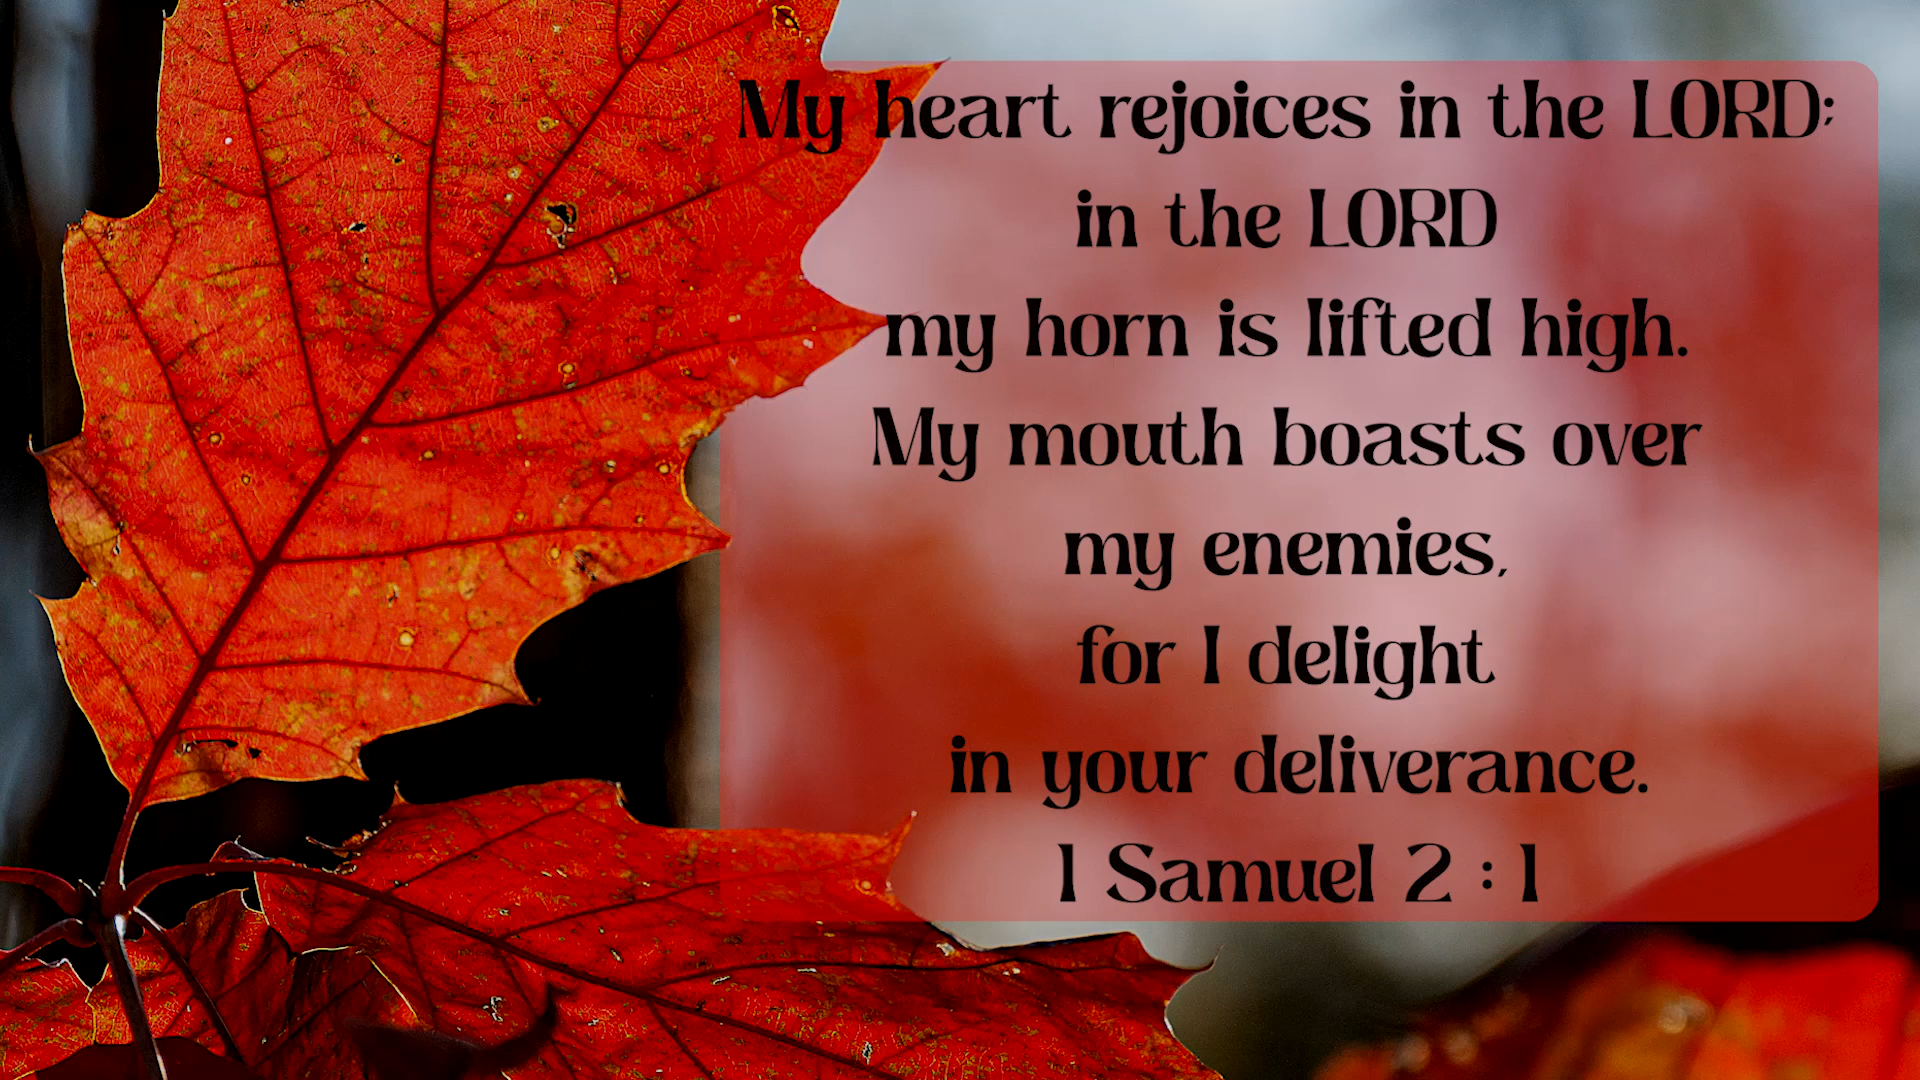 My heart rejoices in the LORD;
in the LORD
my horn is lifted high.
My mouth boasts over
my enemies,
for I delight
in your deliverance.
1 Samuel 2 : 1